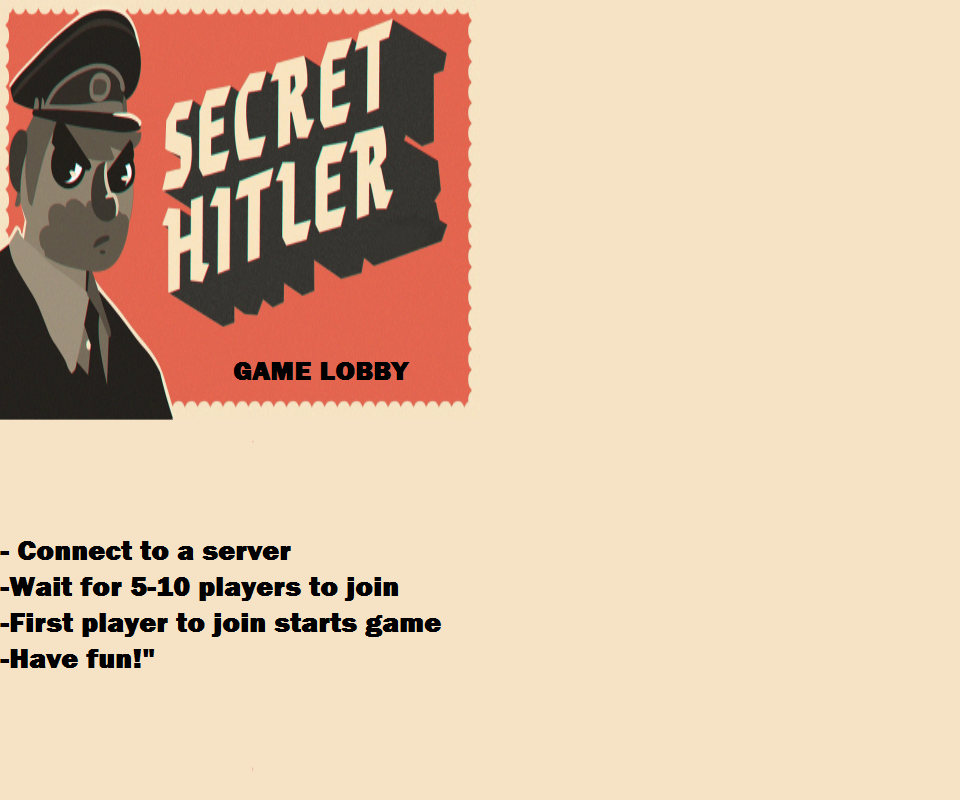 SECRET
HITLER
GAME LOBBY
- Connect to a server
-Wait for 5-10 players to join
-First player to join starts game
-Have fun!"